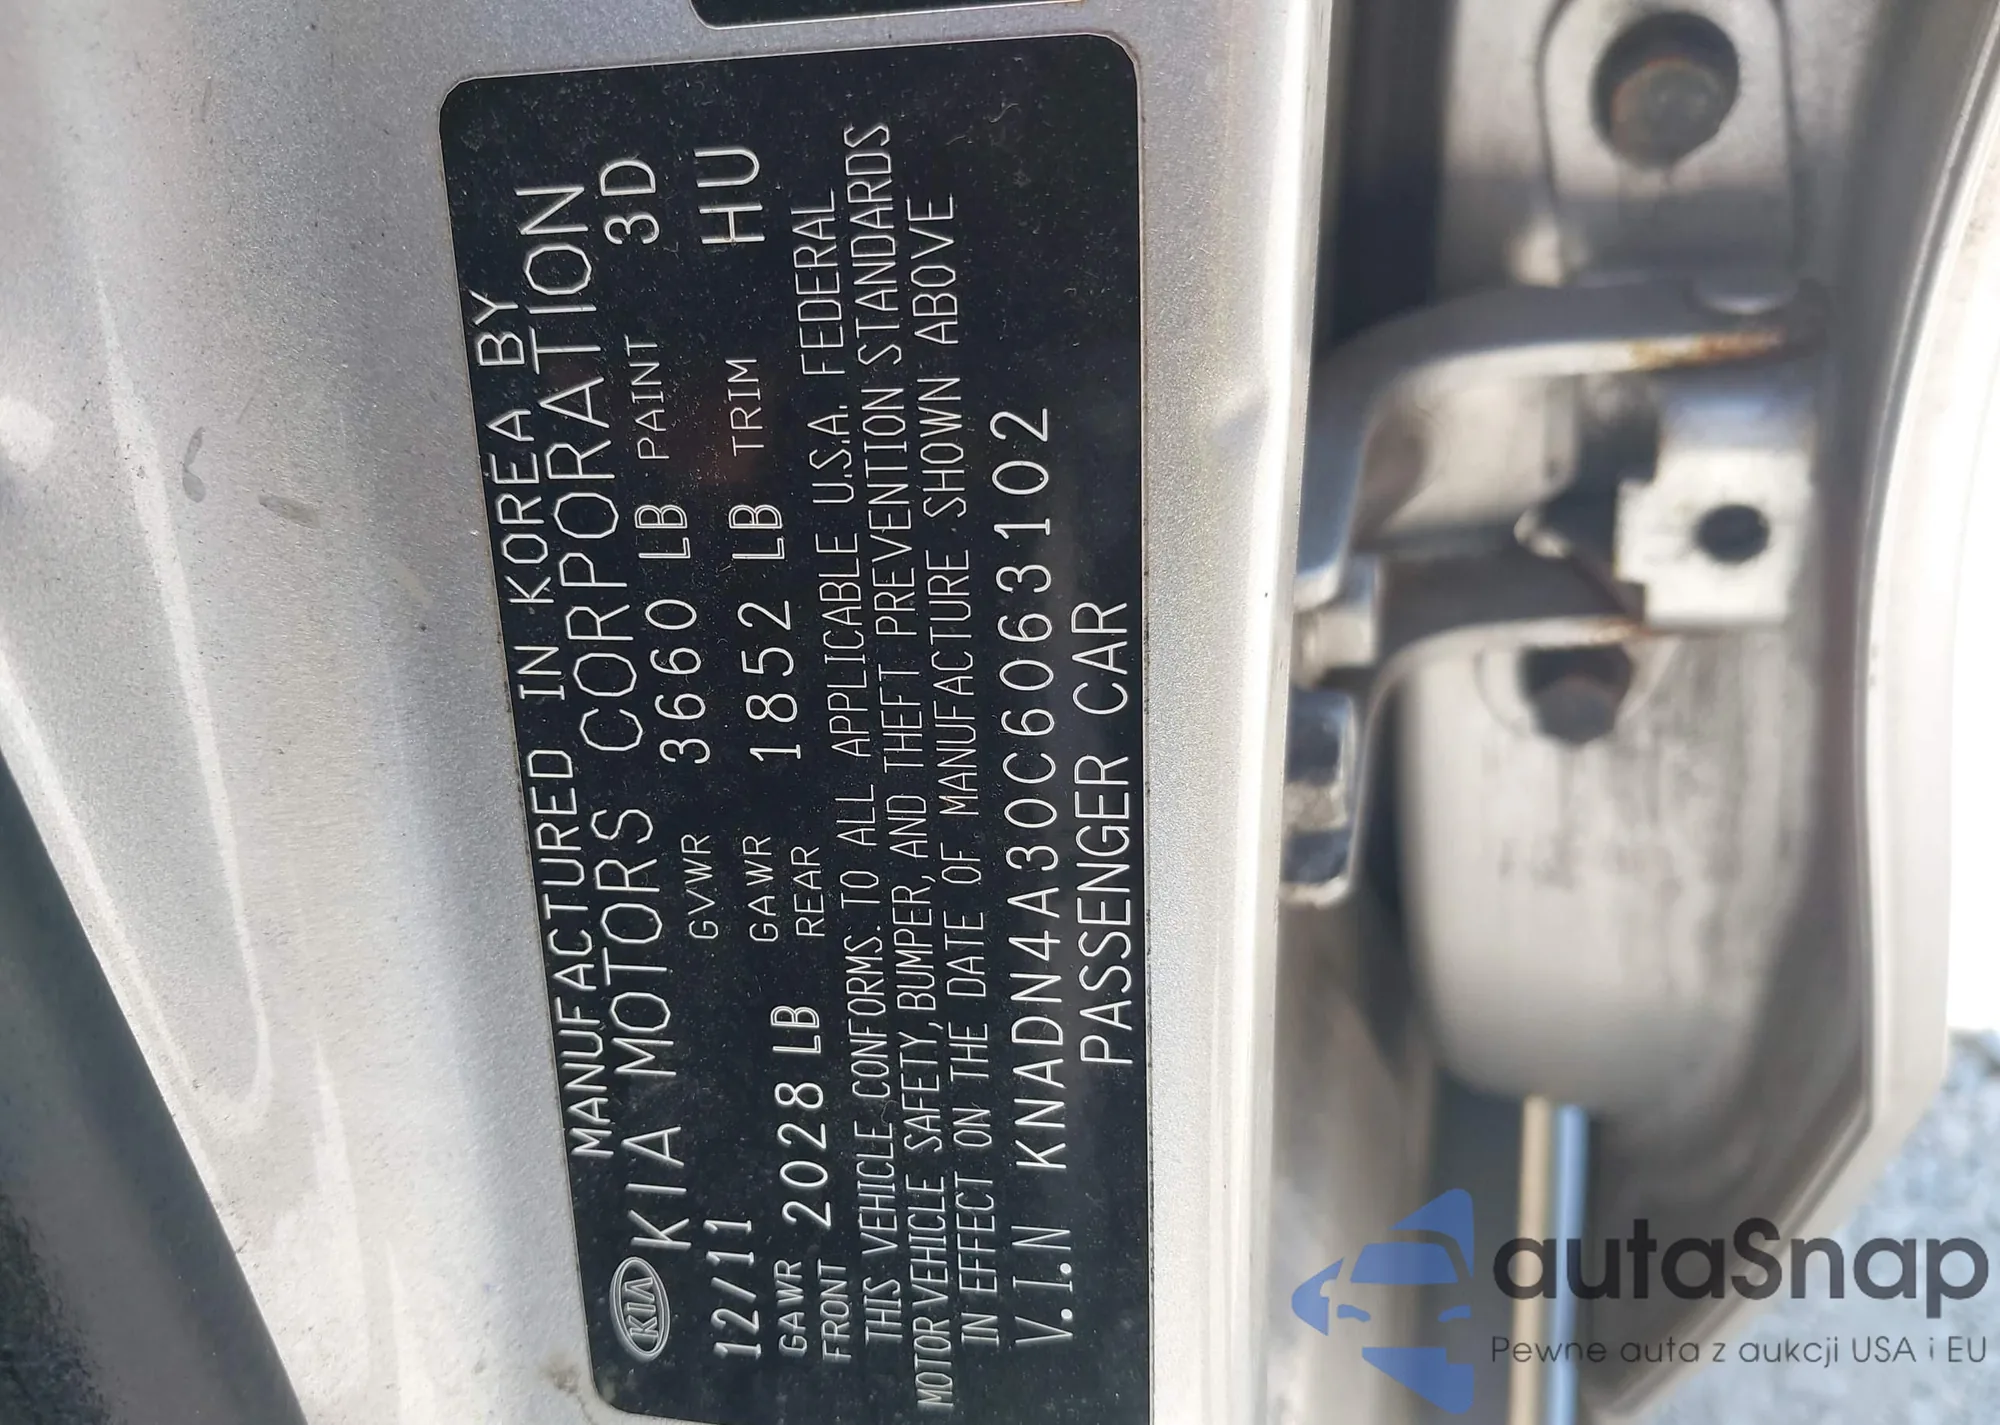 MANUFACTURED IN KOREA BY
KIA KIA MOTORS CORPORATION
12/11 GVWR 3660 LB PAINT 3D
GAWR FRONT 2028 LB GAWR REAR 1852 LB TRIM HU
THIS VEHICLE CONFORMS TO ALL APPLICABLE U.S.A. FEDERAL
MOTOR VEHICLE SAFETY, BUMPER, AND THEFT PREVENTION STANDARDS
IN EFFECT ON THE DATE OF MANUFACTURE SHOWN ABOVE
V.I.N KNADN4A30C6063102
PASSENGER CAR
autaSnap
Pewne auta z aukcji USA i EU